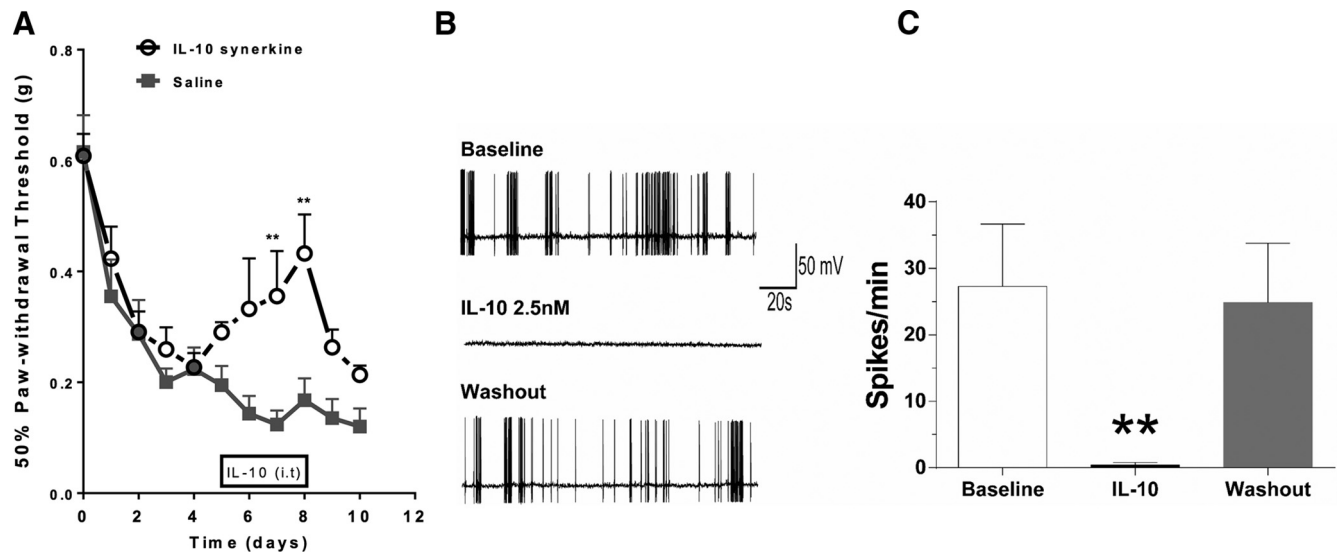 A
IL-10 synerkine
Saline
50% Paw-withdrawal Threshold (g)
0.8
0.6
0.4
0.2
0.0
**
**
IL-10 (i.t)
0 2 4 6 8 10 12
Time (days)
B
Baseline
50 mV
20s
IL-10 2.5nM
Washout
C
Spikes/min
40
30
20
10
0
**
Baseline IL-10 Washout